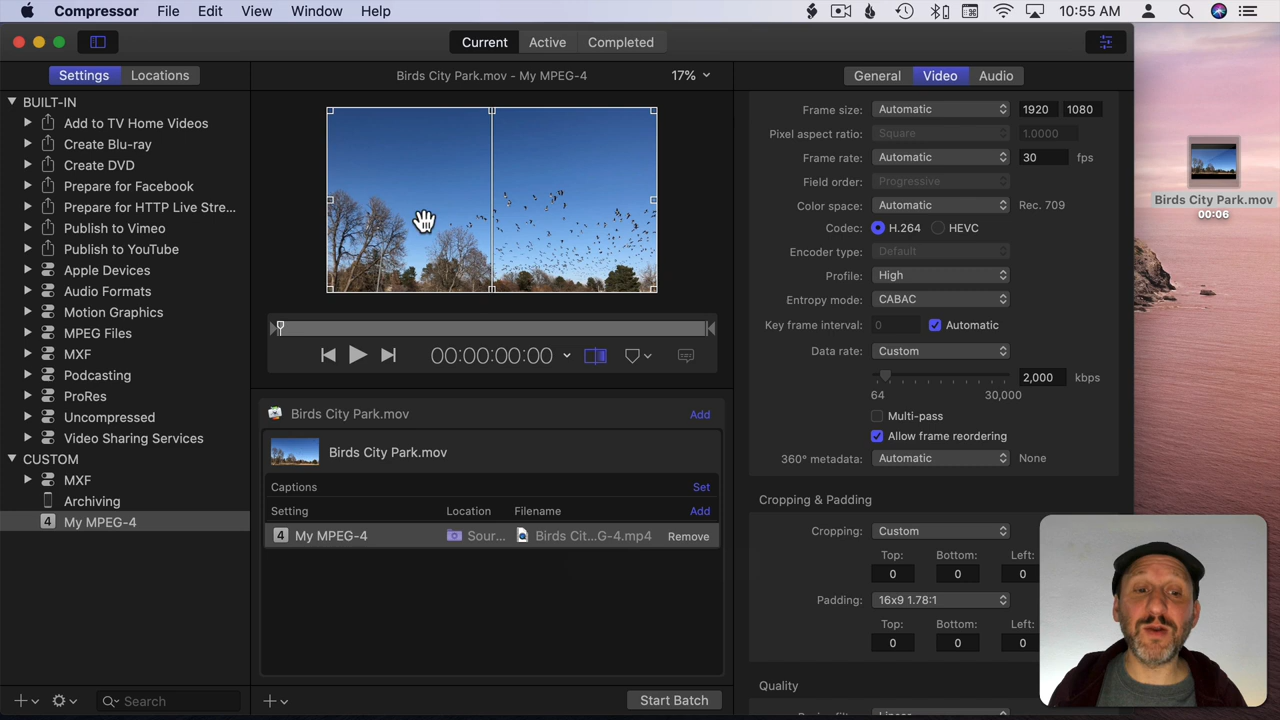 Compressor File Edit View Window Help 10:55 AM
Current Active Completed
Settings Locations
Birds City Park.mov - My MPEG-4 17%
General Video Audio
BUILT-IN
Add to TV Home Videos
Create Blu-ray
Create DVD
Prepare for Facebook
Prepare for HTTP Live Stre...
Publish to Vimeo
Publish to YouTube
Apple Devices
Audio Formats
Motion Graphics
MPEG Files
MXF
Podcasting
ProRes
Uncompressed
Video Sharing Services
CUSTOM
MXF
Archiving
4 My MPEG-4
Search
00:00:00:00
Birds City Park.mov Add
Birds City Park.mov
Captions Set
Setting Location Filename Add
4 My MPEG-4 Sour... Birds Cit...G-4.mp4 Remove
Start Batch
Frame size: Automatic 1920 1080
Pixel aspect ratio: Square 1.0000
Frame rate: Automatic 30 fps
Field order: Progressive
Color space: Automatic Rec. 709
Codec: H.264 HEVC
Encoder type: Default
Profile: High
Entropy mode: CABAC
Key frame interval: 0 Automatic
Data rate: Custom
2,000 kbps
64 30,000
Multi-pass
Allow frame reordering
360° metadata: Automatic None
Cropping & Padding
Cropping: Custom
Top: Bottom: Left:
0 0 0
Padding: 16x9 1.78:1
Top: Bottom: Left:
0 0 0
Quality
Birds City Park.mov
00:06